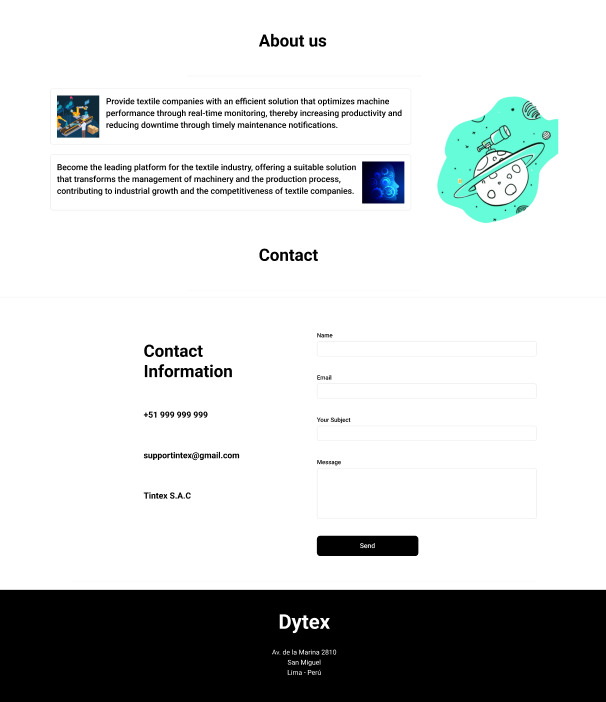 About us
Provide textile companies with an efficient solution that optimizes machine
performance through real-time monitoring, thereby increasing productivity and
reducing downtime through timely maintenance notifications.
Become the leading platform for the textile industry, offering a suitable solution
that transforms the management of machinery and the production process,
contributing to industrial growth and the competitiveness of textile companies.
Contact
Contact
Information
+51 999 999 999
supportintex@gmail.com
Tintex S.A.C
Name
Email
Your Subject
Message
Send
Dytex
Av. de la Marina 2810
San Miguel
Lima - Perú